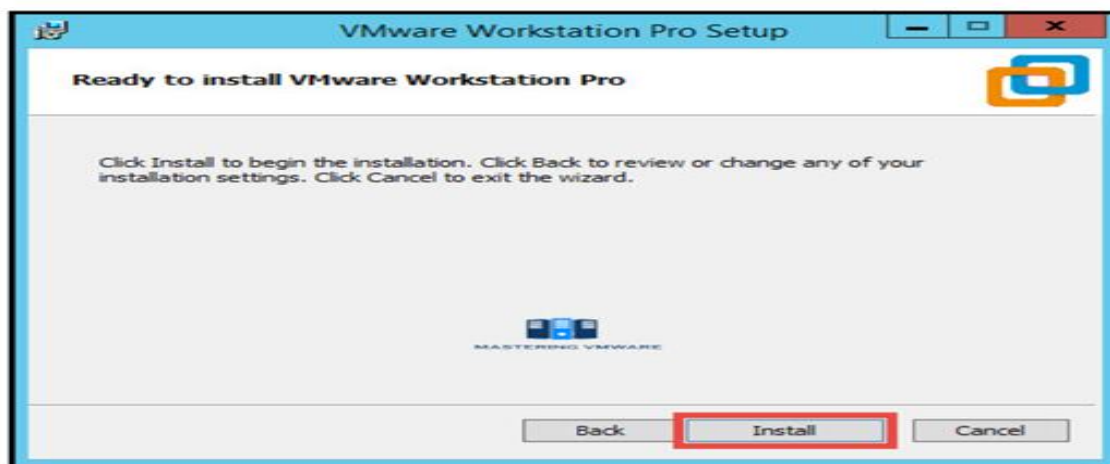 VMware Workstation Pro Setup
Ready to install VMware Workstation Pro
Click Install to begin the installation. Click Back to review or change any of your
installation settings. Click Cancel to exit the wizard.
MASTERING VMWARE
Back Install Cancel